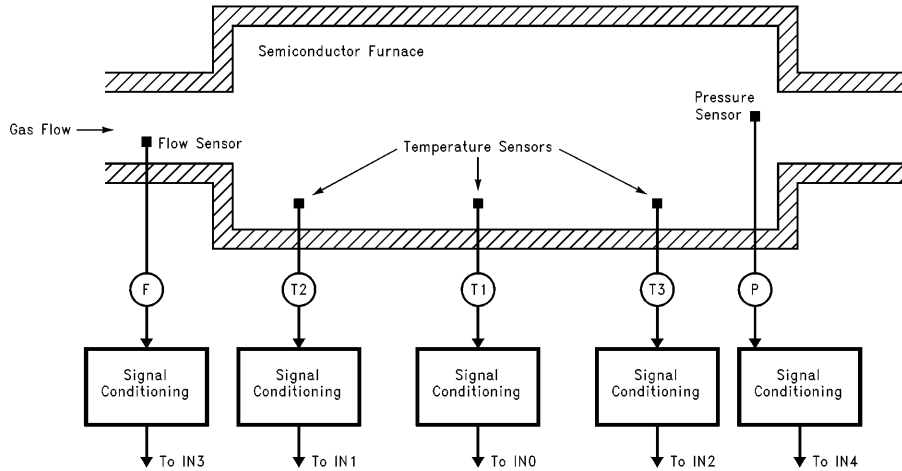 Semiconductor Furnace
Pressure
Sensor
Gas Flow
Flow Sensor
Temperature Sensors
F
T2
T1
T3
P
Signal
Conditioning
Signal
Conditioning
Signal
Conditioning
Signal
Conditioning
Signal
Conditioning
To IN3
To IN1
To IN0
To IN2
To IN4